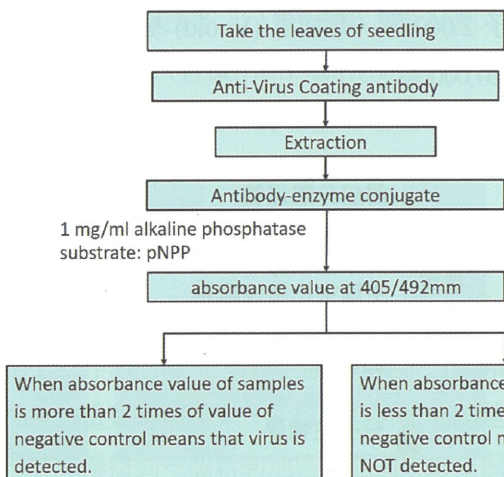 Take the leaves of seedling
Anti-Virus Coating antibody
Extraction
Antibody-enzyme conjugate
1 mg/ml alkaline phosphatase
substrate: pNPP
absorbance value at 405/492mm
When absorbance value of samples
is more than 2 times of value of
negative control means that virus is
detected.
When absorbance
is less than 2
negative control
NOT detected.